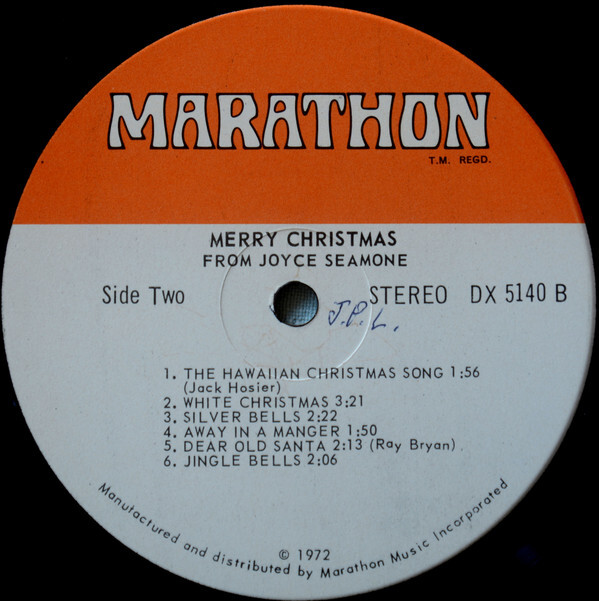 MARATHON
T.M. REGD.
MERRY CHRISTMAS
FROM JOYCE SEAMONE
Side Two
STEREO DX 5140 B
J.P.L.
1. THE HAWAIIAN CHRISTMAS SONG 1:56
(Jack Hosier)
2. WHITE CHRISTMAS 3:21
3. SILVER BELLS 2:22
4. AWAY IN A MANGER 1:50
5. DEAR OLD SANTA 2:13 (Ray Bryan)
6. JINGLE BELLS 2:06
© 1972
Manufactured and distributed by Marathon Music Incorporated